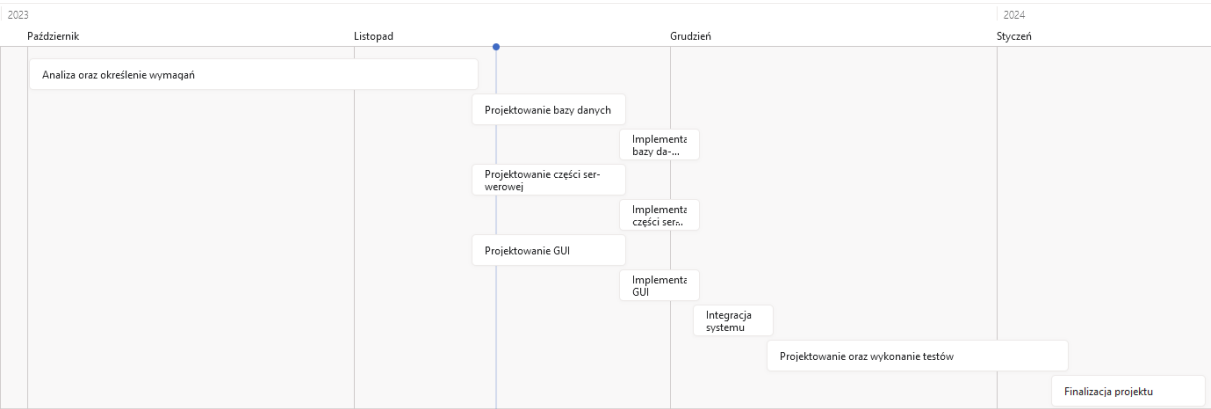 2023
2024
Październik
Listopad
Grudzień
Styczeń
Analiza oraz określenie wymagań
Projektowanie bazy danych
Implementa
bazy da-...
Projektowanie części ser-
werowej
Implementa
części ser-...
Projektowanie GUI
Implementa
GUI
Integracja
systemu
Projektowanie oraz wykonanie testów
Finalizacja projektu